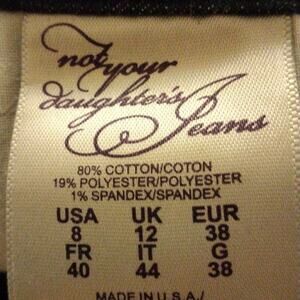 not your
daughter's
Jeans
80% COTTON/COTON
19% POLYESTER/POLYESTER
1% SPANDEX/SPANDEX
USA UK EUR
8 12 38
FR IT G
40 44 38
MADE IN U.S.A./